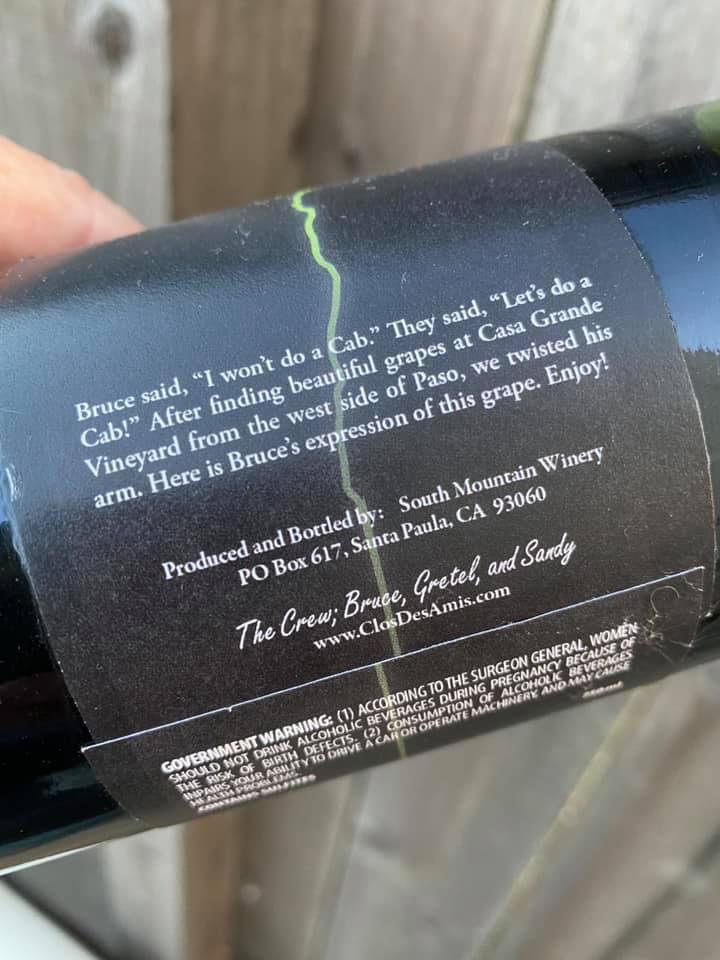 Bruce said, “I won’t do a Cab.” They said, “Let’s do a
Cab!” After finding beautiful grapes at Casa Grande
Vineyard from the west side of Paso, we twisted his
arm. Here is Bruce’s expression of this grape. Enjoy!
Produced and Bottled by: South Mountain Winery
PO Box 617, Santa Paula, CA 93060
The Crew; Bruce, Gretel, and Sandy
www.ClosDesAmis.com
GOVERNMENT WARNING: (1) ACCORDING TO THE SURGEON GENERAL, WOMEN
SHOULD NOT DRINK ALCOHOLIC BEVERAGES DURING PREGNANCY BECAUSE OF
THE RISK OF BIRTH DEFECTS. (2) CONSUMPTION OF ALCOHOLIC BEVERAGES
INPAIRS YOUR ABILITY TO DRIVE A CAR OR OPERATE MACHINERY, AND MAY CAUSE
HEALTH PROBLEMS.
CONTAINS SULFITES